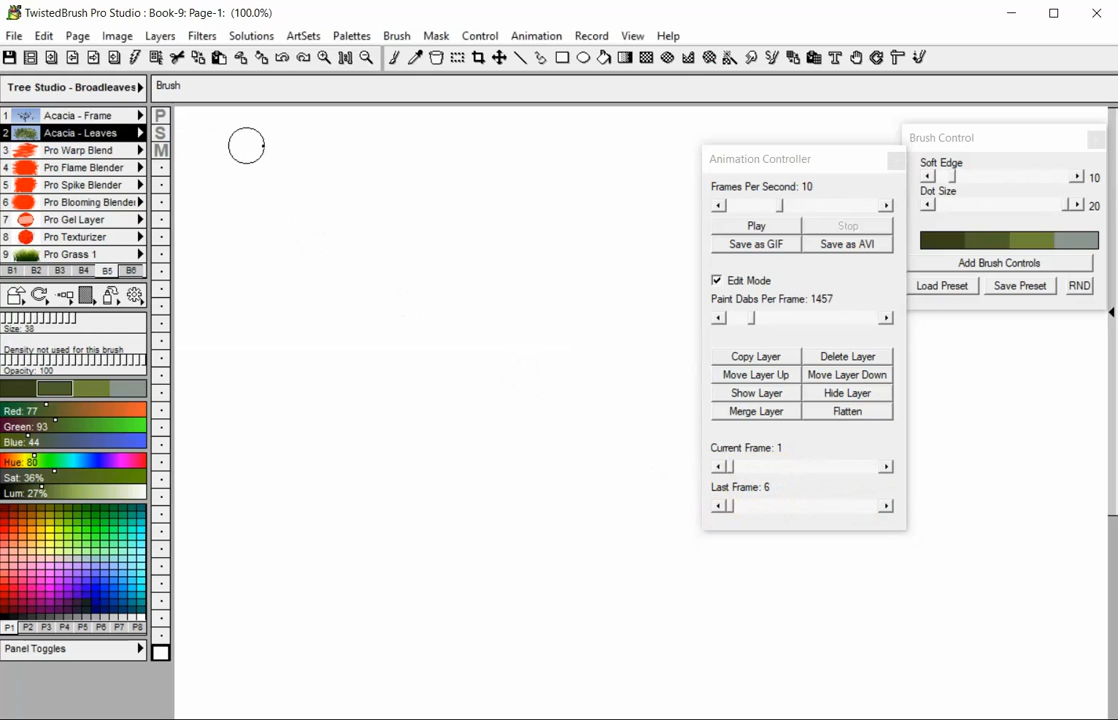 TwistedBrush Pro Studio : Book-9: Page-1: (100.0%)
File Edit Page Image Layers Filters Solutions ArtSets Palettes Brush Mask Control Animation Record View Help
Tree Studio - Broadleaves
Brush
1 Acacia - Frame
2 Acacia - Leaves
3 Pro Warp Blend
4 Pro Flame Blender
5 Pro Spike Blender
6 Pro Blooming Blender
7 Pro Gel Layer
8 Pro Texturizer
9 Pro Grass 1
B1 B2 B3 B4 B5 B6
Size: 38
Density not used for this brush
Opacity: 100
Red: 77
Green: 93
Blue: 44
Hue: 80
Sat: 36%
Lum: 27%
P1 P2 P3 P4 P5 P6 P7 P8
Panel Toggles
P
S
M
Animation Controller
Frames Per Second: 10
Play Stop
Save as GIF Save as AVI
Edit Mode
Paint Dabs Per Frame: 1457
Copy Layer Delete Layer
Move Layer Up Move Layer Down
Show Layer Hide Layer
Merge Layer Flatten
Current Frame: 1
Last Frame: 6
Brush Control
Soft Edge
10
Dot Size
20
Add Brush Controls
Load Preset Save Preset RND